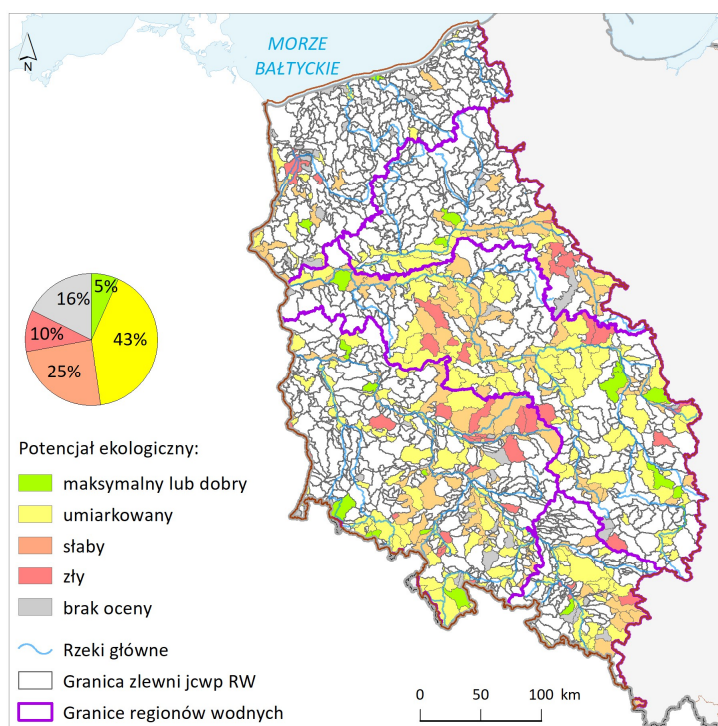 MORZE
BAŁTYCKIE
N
5%
16%
10%
43%
25%
Potencjał ekologiczny:
maksymalny lub dobry
umiarkowany
słaby
zły
brak oceny
Rzeki główne
Granica zlewni jcwp RW
Granice regionów wodnych
0 50 100 km